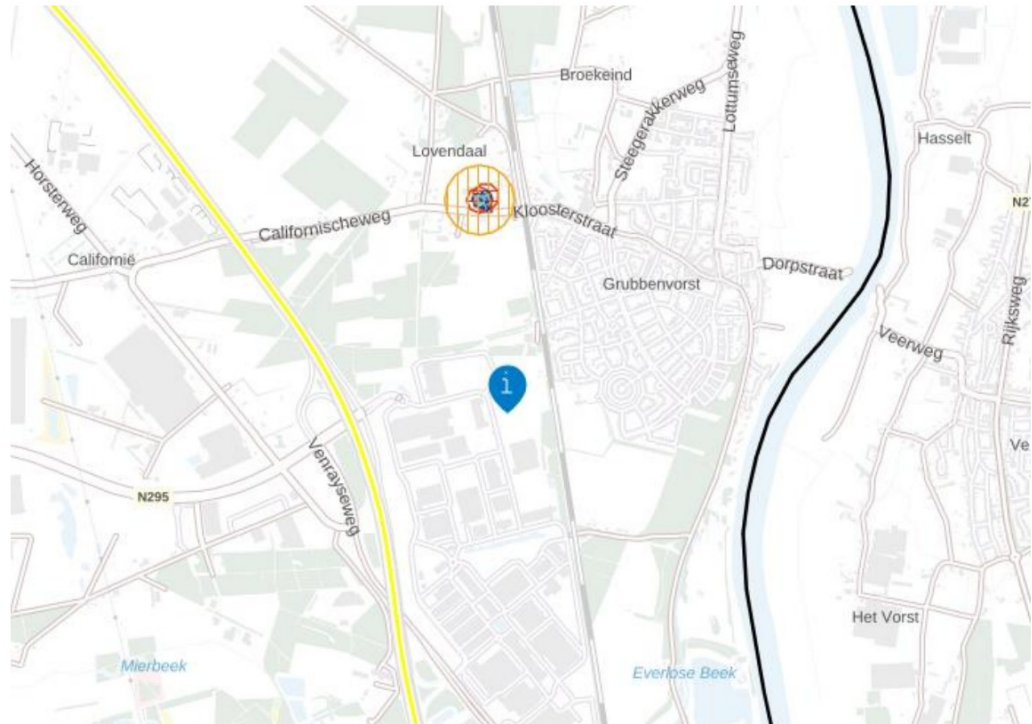 Broekeind
Steegerakkerweg
Lottumseweg
Hasselt
Lovendaal
Horsterweg
N27
Kloosterstraat
Californischeweg
Californië
Dorpstraat
Grubbenvorst
Rijksweg
Veerweg
i
Ve
Venrayseweg
N295
Het Vorst
Mierbeek
Everlose Beek